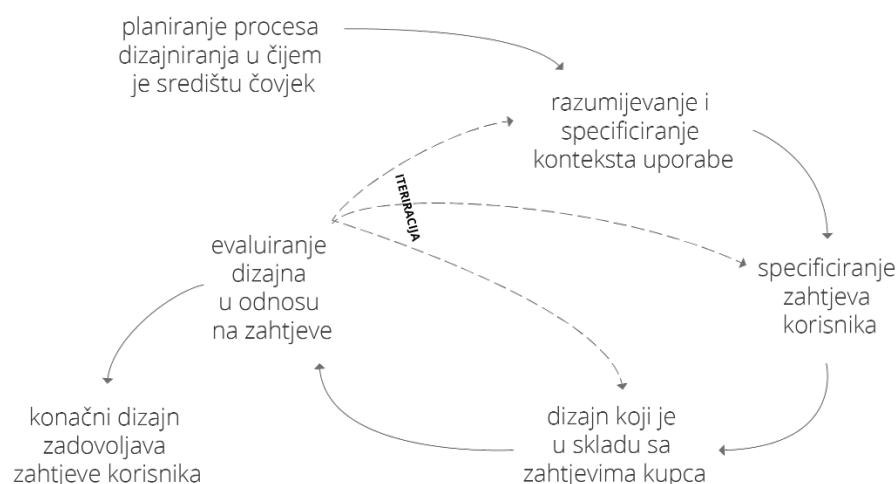 planiranje procesa
dizajniranja u čijem
je središtu čovjek
razumijevanje i
specificiranje
konteksta uporabe
ITERIRACIJA
evaluiranje
dizajna
u odnosu
na zahtjeve
specificiranje
zahtjeva
korisnika
konačni dizajn
zadovoljava
zahtjeve korisnika
dizajn koji je
u skladu sa
zahtjevima kupca